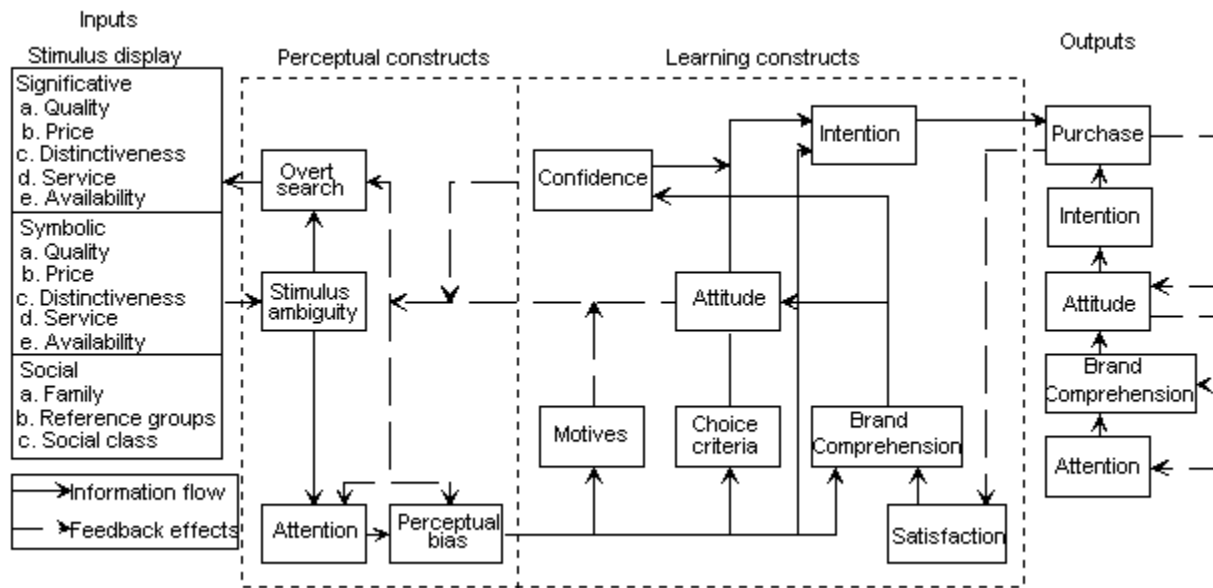 Inputs
Stimulus display
Perceptual constructs
Learning constructs
Outputs
Significative
a. Quality
b. Price
c. Distinctiveness
d. Service
e. Availability
Symbolic
a. Quality
b. Price
c. Distinctiveness
d. Service
e. Availability
Social
a. Family
b. Reference groups
c. Social class
Information flow
Feedback effects
Overt
search
Stimulus
ambiguity
Attention
Perceptual
bias
Confidence
Intention
Attitude
Motives
Choice
criteria
Brand
Comprehension
Satisfaction
Purchase
Intention
Attitude
Brand
Comprehension
Attention